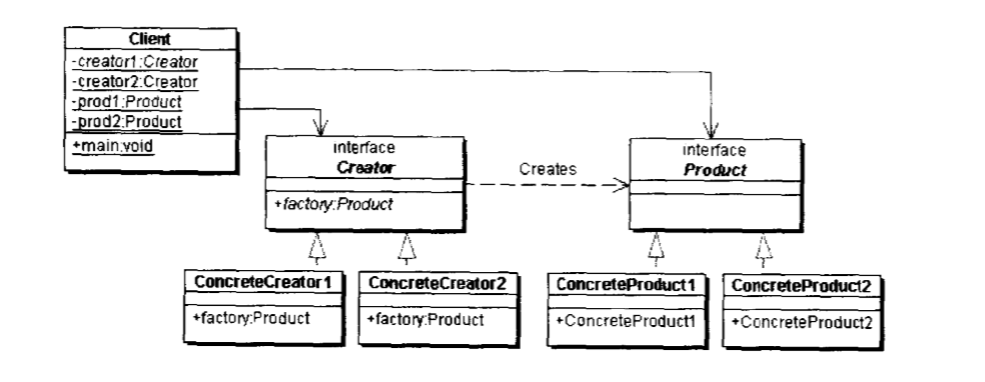 Client
-creator1:Creator
-creator2:Creator
-prod1:Product
-prod2:Product
+main:void
interface
Creator
+factory:Product
Creates
interface
Product
ConcreteCreator1
+factory:Product
ConcreteCreator2
+factory:Product
ConcreteProduct1
+ConcreteProduct1
ConcreteProduct2
+ConcreteProduct2